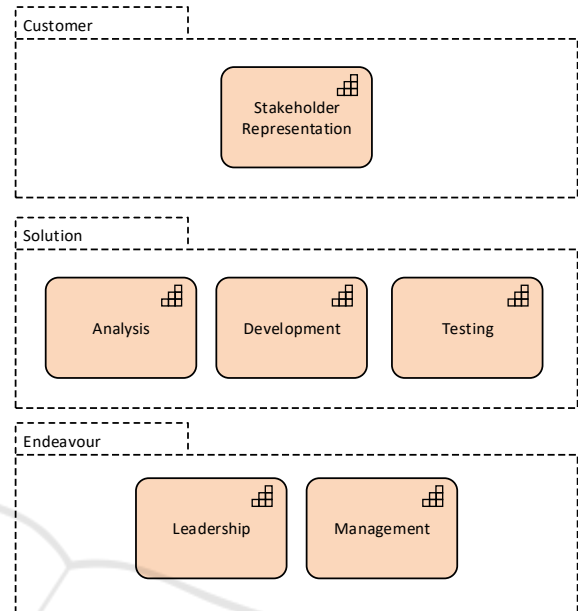 Customer
Stakeholder
Representation
Solution
Analysis
Development
Testing
Endeavour
Leadership
Management